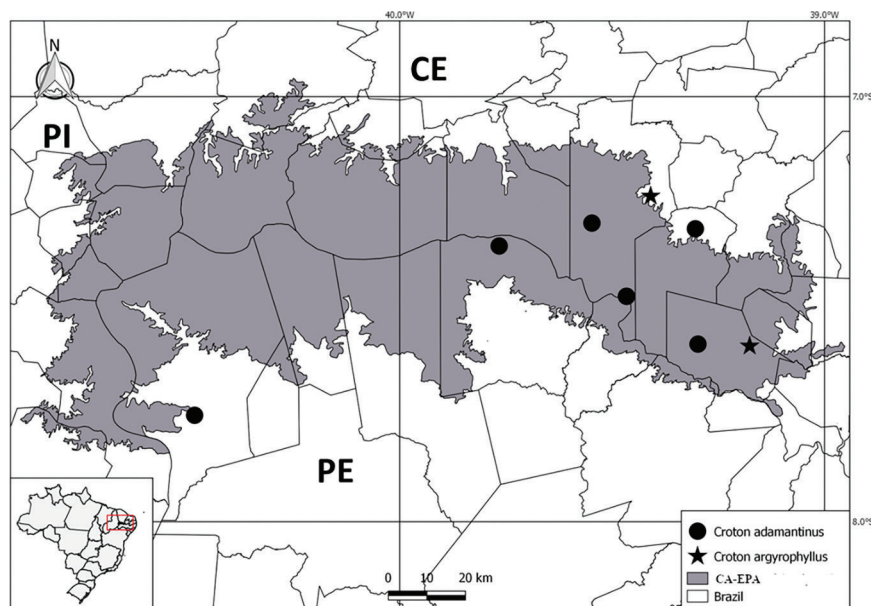 40.0°W
39.0°W
N
CE
7.0°S
PI
PE
8.0°S
Croton adamantinus
Croton argyrophyllus
CA-EPA
Brazil
0 10 20 km